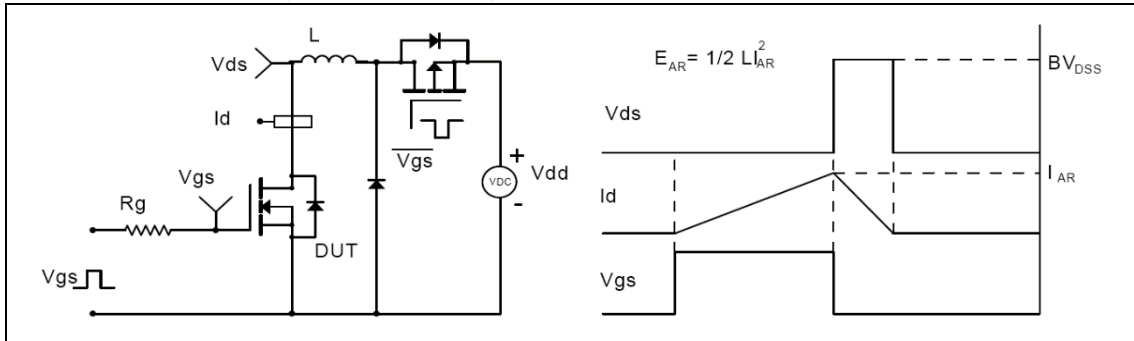 L
Vds
Id
Vgs
Rg
Vgs
DUT
Vgs
VDC
+
-
Vdd
E_AR = 1/2 LI_AR^2
BV_DSS
Vds
I_AR
Id
Vgs